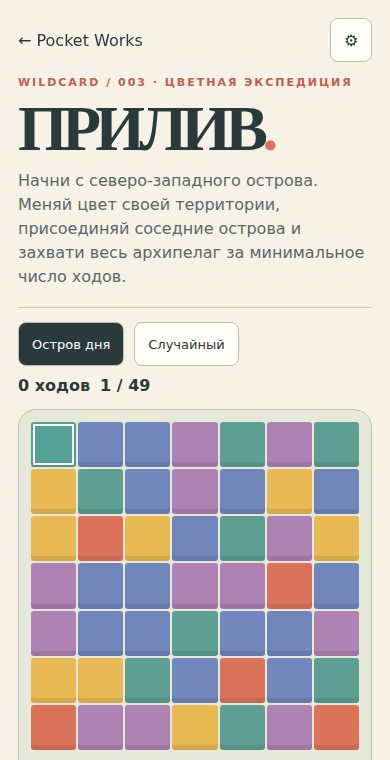 ← Pocket Works
⚙
WILDCARD / 003 · ЦВЕТНАЯ ЭКСПЕДИЦИЯ
ПРИЛИВ.
Начни с северо-западного острова.
Меняй цвет своей территории,
присоединяй соседние острова и
захвати весь архипелаг за минимальное
число ходов.
Остров дня
Случайный
0 ходов 1 / 49